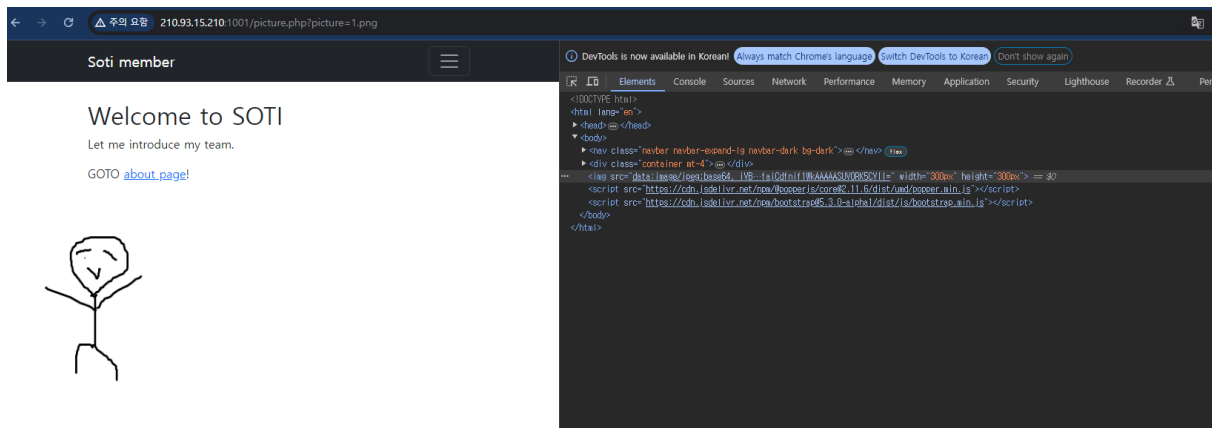 주의 요함 210.93.15.210:1001/picture.php?picture=1.png
Soti member
Welcome to SOTI
Let me introduce my team.
GOTO about page!
DevTools is now available in Korean! Always match Chrome's language Switch DevTools to Korean Don't show again
Elements Console Sources Network Performance Memory Application Security Lighthouse Recorder Per
<!DOCTYPE html>
<html lang="en">
<head> </head>
<body>
<nav class="navbar navbar-expand-lg navbar-dark bg-dark"> </nav> flex
<div class="container mt-4"> </div>
<img src="data:image/jpeg;base64, iVB…" width="300px" height="300px"> == $0
<script src="https://cdn.jsdelivr.net/npm/@popperjs/core@2.11.6/dist/umd/popper.min.js"></script>
<script src="https://cdn.jsdelivr.net/npm/bootstrap@5.3.0-alpha1/dist/js/bootstrap.min.js"></script>
</body>
</html>